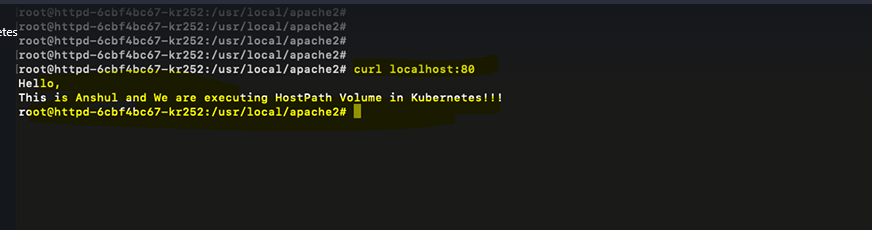 root@httpd-6cbf4bc67-kr252:/usr/local/apache2#
root@httpd-6cbf4bc67-kr252:/usr/local/apache2#
etes
root@httpd-6cbf4bc67-kr252:/usr/local/apache2#
[root@httpd-6cbf4bc67-kr252:/usr/local/apache2#
[root@httpd-6cbf4bc67-kr252:/usr/local/apache2# curl localhost:80
Hello,
This is Anshul and We are executing HostPath Volume in Kubernetes!!!
root@httpd-6cbf4bc67-kr252:/usr/local/apache2#